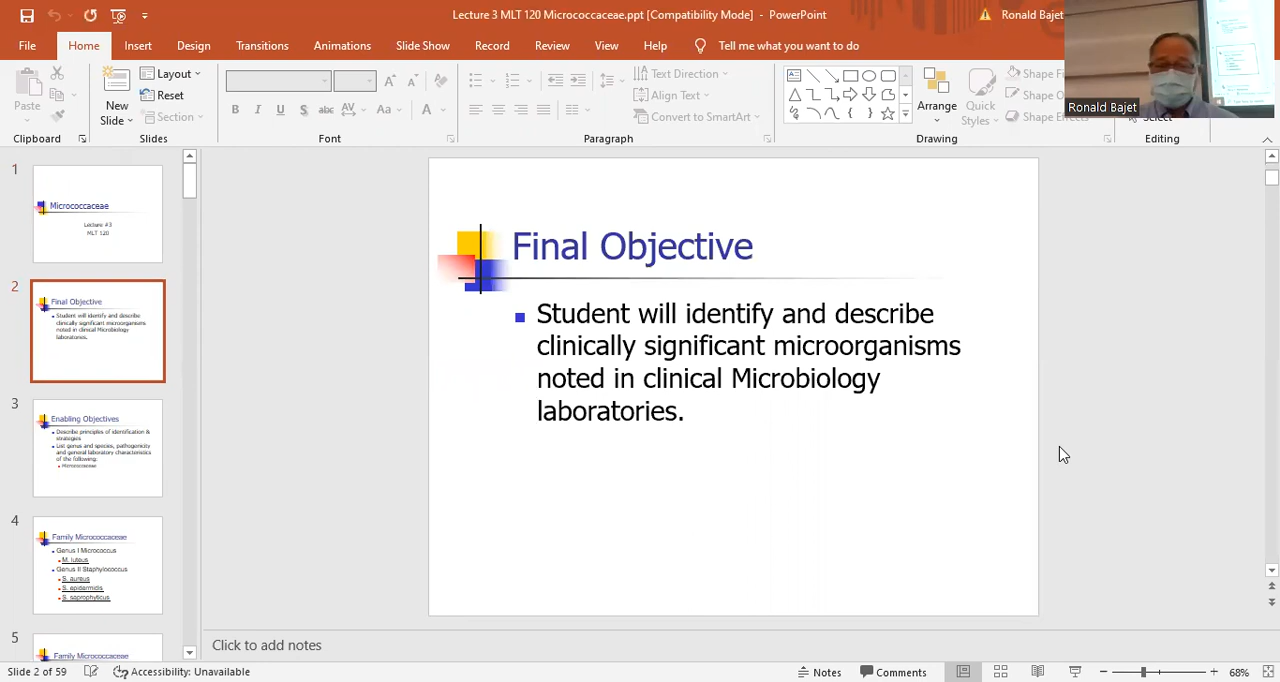 Lecture 3 MLT 120 Micrococcaceae.ppt [Compatibility Mode] - PowerPoint
Ronald Bajet
File Home Insert Design Transitions Animations Slide Show Record Review View Help Tell me what you want to do
Paste
New
Slide
Layout
Reset
Section
B I U S abc AV Aa A
Text Direction
Align Text
Convert to SmartArt
Arrange
Quick
Styles
Shape
Shape
Shape Effects
Select
Clipboard Slides Font Paragraph Drawing Editing
Ronald Bajet
1
Micrococcaceae
Lecture #3
MLT 120
2
Final Objective
Student will identify and describe
clinically significant microorganisms
noted in clinical Microbiology
laboratories.
3
Enabling Objectives
Describe principles of identification &
strategies
List genus and species, pathogenicity
and general laboratory characteristics
of the following:
Micrococcaceae
4
Family Micrococcaceae
Genus I Micrococcus
M. luteus
Genus II Staphylococcus
S. aureus
S. epidermidis
S. saprophyticus
5
Family Micrococcaceae
Final Objective
Student will identify and describe
clinically significant microorganisms
noted in clinical Microbiology
laboratories.
Click to add notes
Slide 2 of 59 Accessibility: Unavailable Notes Comments 68%